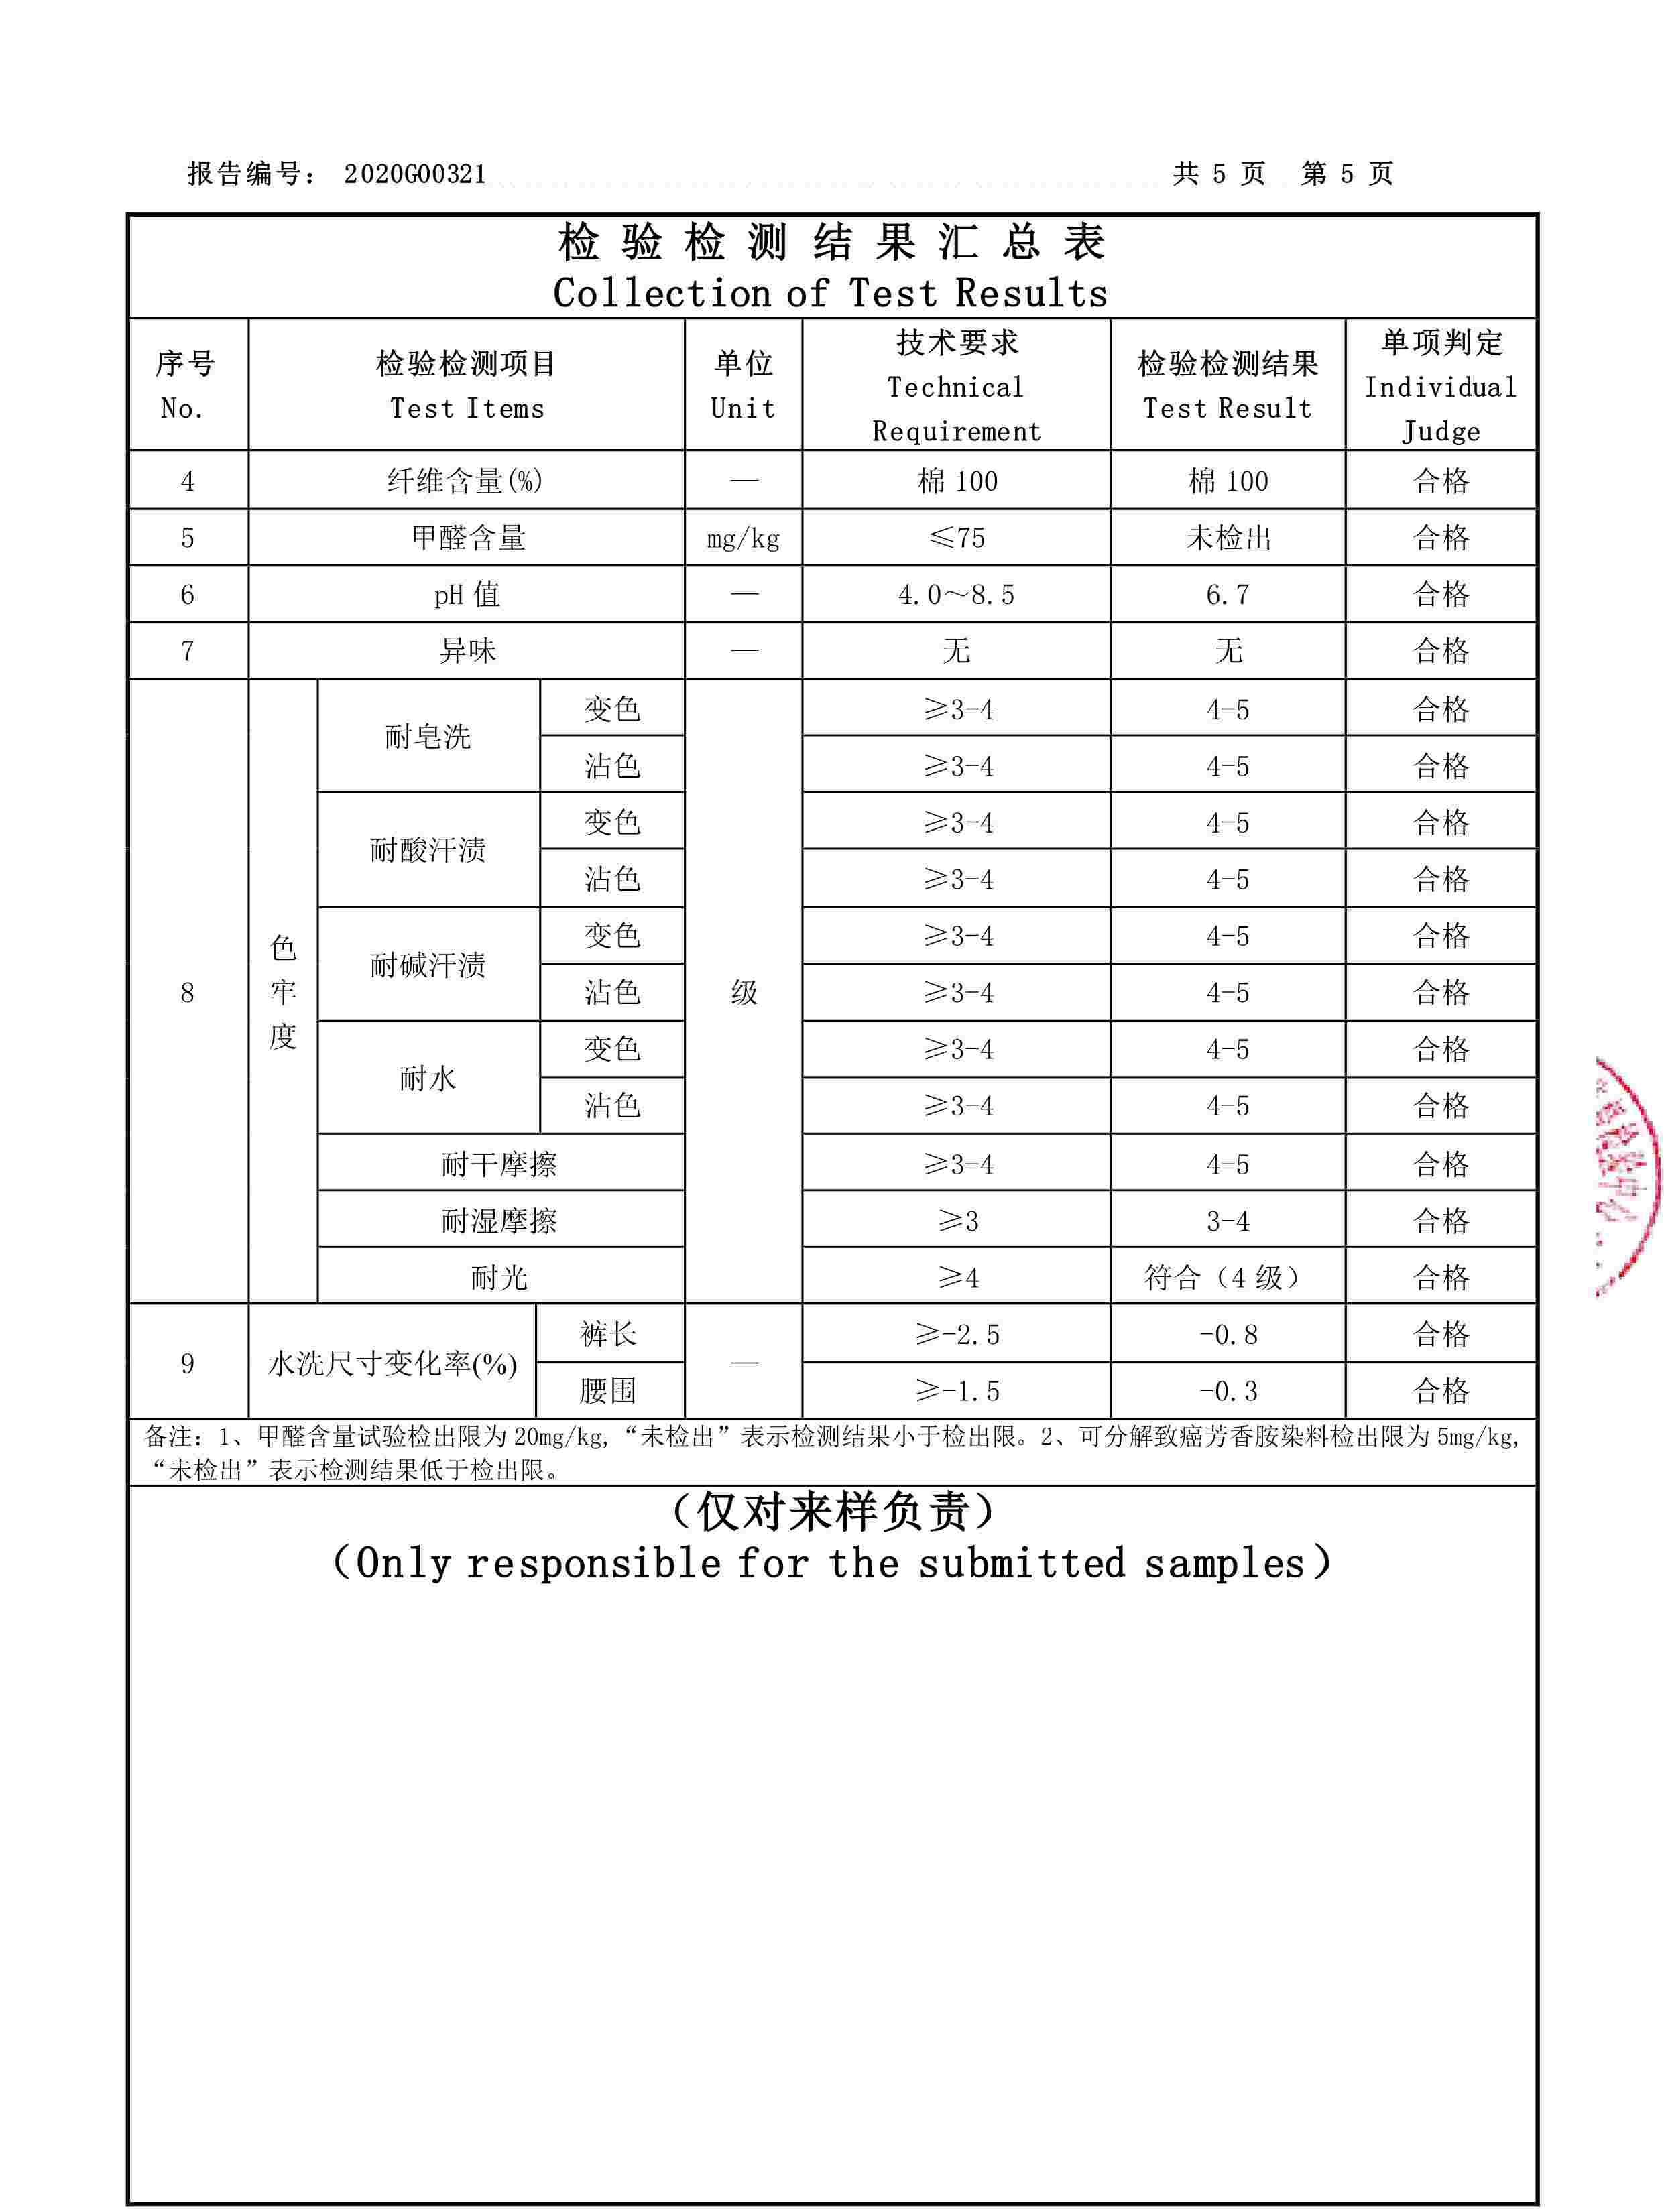 报告编号： 2020G00321 共 5 页 第 5 页
检验检测结果汇总表
Collection of Test Results
序号 No. 检验检测项目 Test Items 单位 Unit 技术要求 Technical Requirement 检验检测结果 Test Result 单项判定 Individual Judge
4 纤维含量(%) — 棉 100 棉 100 合格
5 甲醛含量 mg/kg ≤75 未检出 合格
6 pH 值 — 4.0～8.5 6.7 合格
7 异味 — 无 无 合格
8 色牢度 耐皂洗 变色 级 ≥3-4 4-5 合格
沾色 ≥3-4 4-5 合格
耐酸汗渍 变色 ≥3-4 4-5 合格
沾色 ≥3-4 4-5 合格
耐碱汗渍 变色 ≥3-4 4-5 合格
沾色 ≥3-4 4-5 合格
耐水 变色 ≥3-4 4-5 合格
沾色 ≥3-4 4-5 合格
耐干摩擦 ≥3-4 4-5 合格
耐湿摩擦 ≥3 3-4 合格
耐光 ≥4 符合（4 级） 合格
9 水洗尺寸变化率(%) 裤长 — ≥-2.5 -0.8 合格
腰围 ≥-1.5 -0.3 合格
备注：1、甲醛含量试验检出限为 20mg/kg,“未检出”表示检测结果小于检出限。2、可分解致癌芳香胺染料检出限为 5mg/kg,
“未检出”表示检测结果低于检出限。
（仅对来样负责）
（Only responsible for the submitted samples）